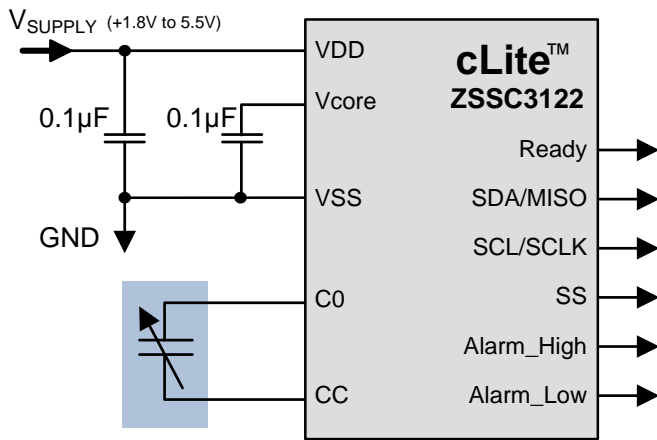 VSUPPLY (+1.8V to 5.5V)
VDD
cLite™
ZSSC3122
Vcore
0.1µF
0.1µF
Ready
VSS
SDA/MISO
GND
SCL/SCLK
C0
SS
Alarm_High
CC
Alarm_Low